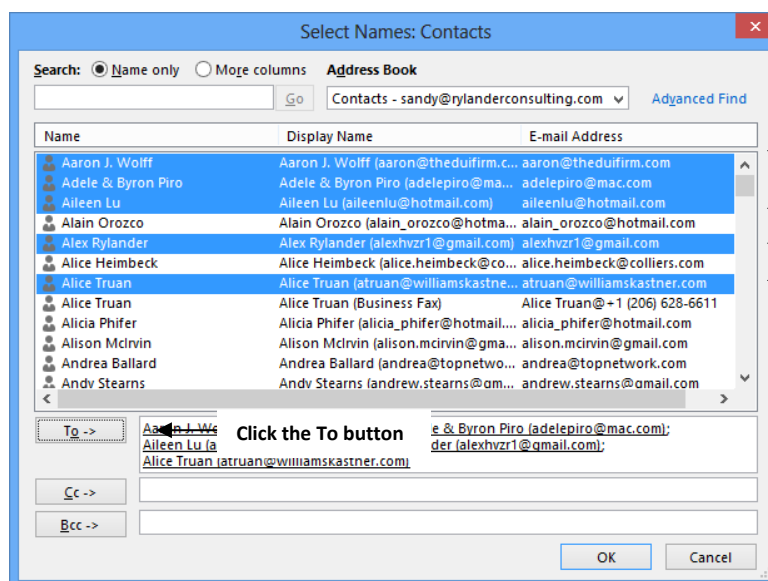 Select Names: Contacts
Search: Name only More columns Address Book
Go Contacts - sandy@rylanderconsulting.com Advanced Find
Name Display Name E-mail Address
Aaron J. Wolff Aaron J. Wolff (aaron@theduifirm.c... aaron@theduifirm.com
Adele & Byron Piro Adele & Byron Piro (adelepiro@ma... adelepiro@mac.com
Aileen Lu Aileen Lu (aileenlu@hotmail.com) aileenlu@hotmail.com
Alain Orozco Alain Orozco (alain_orozco@hotma... alain_orozco@hotmail.com
Alex Rylander Alex Rylander (alexhvzr1@gmail.com) alexhvzr1@gmail.com
Alice Heimbeck Alice Heimbeck (alice.heimbeck@co... alice.heimbeck@colliers.com
Alice Truan Alice Truan (atruan@williamskastne... atruan@williamskastner.com
Alice Truan Alice Truan (Business Fax) Alice Truan@+1 (206) 628-6611
Alicia Phifer Alicia Phifer (alicia_phifer@hotmail.... alicia_phifer@hotmail.com
Alison McIrvin Alison McIrvin (alison.mcirvin@gma... alison.mcirvin@gmail.com
Andrea Ballard Andrea Ballard (andrea@topnetwo... andrea@topnetwork.com
Andy Stearns Andy Stearns (andrew.stearns@gm... andrew.stearns@gmail.com
To -> J. Click the To button & Byron Piro (adelepiro@mac.com);
Aileen Lu (alexhvzr1@gmail.com);
Alice Truan (atruan@williamskastner.com)
Cc ->
Bcc ->
OK Cancel